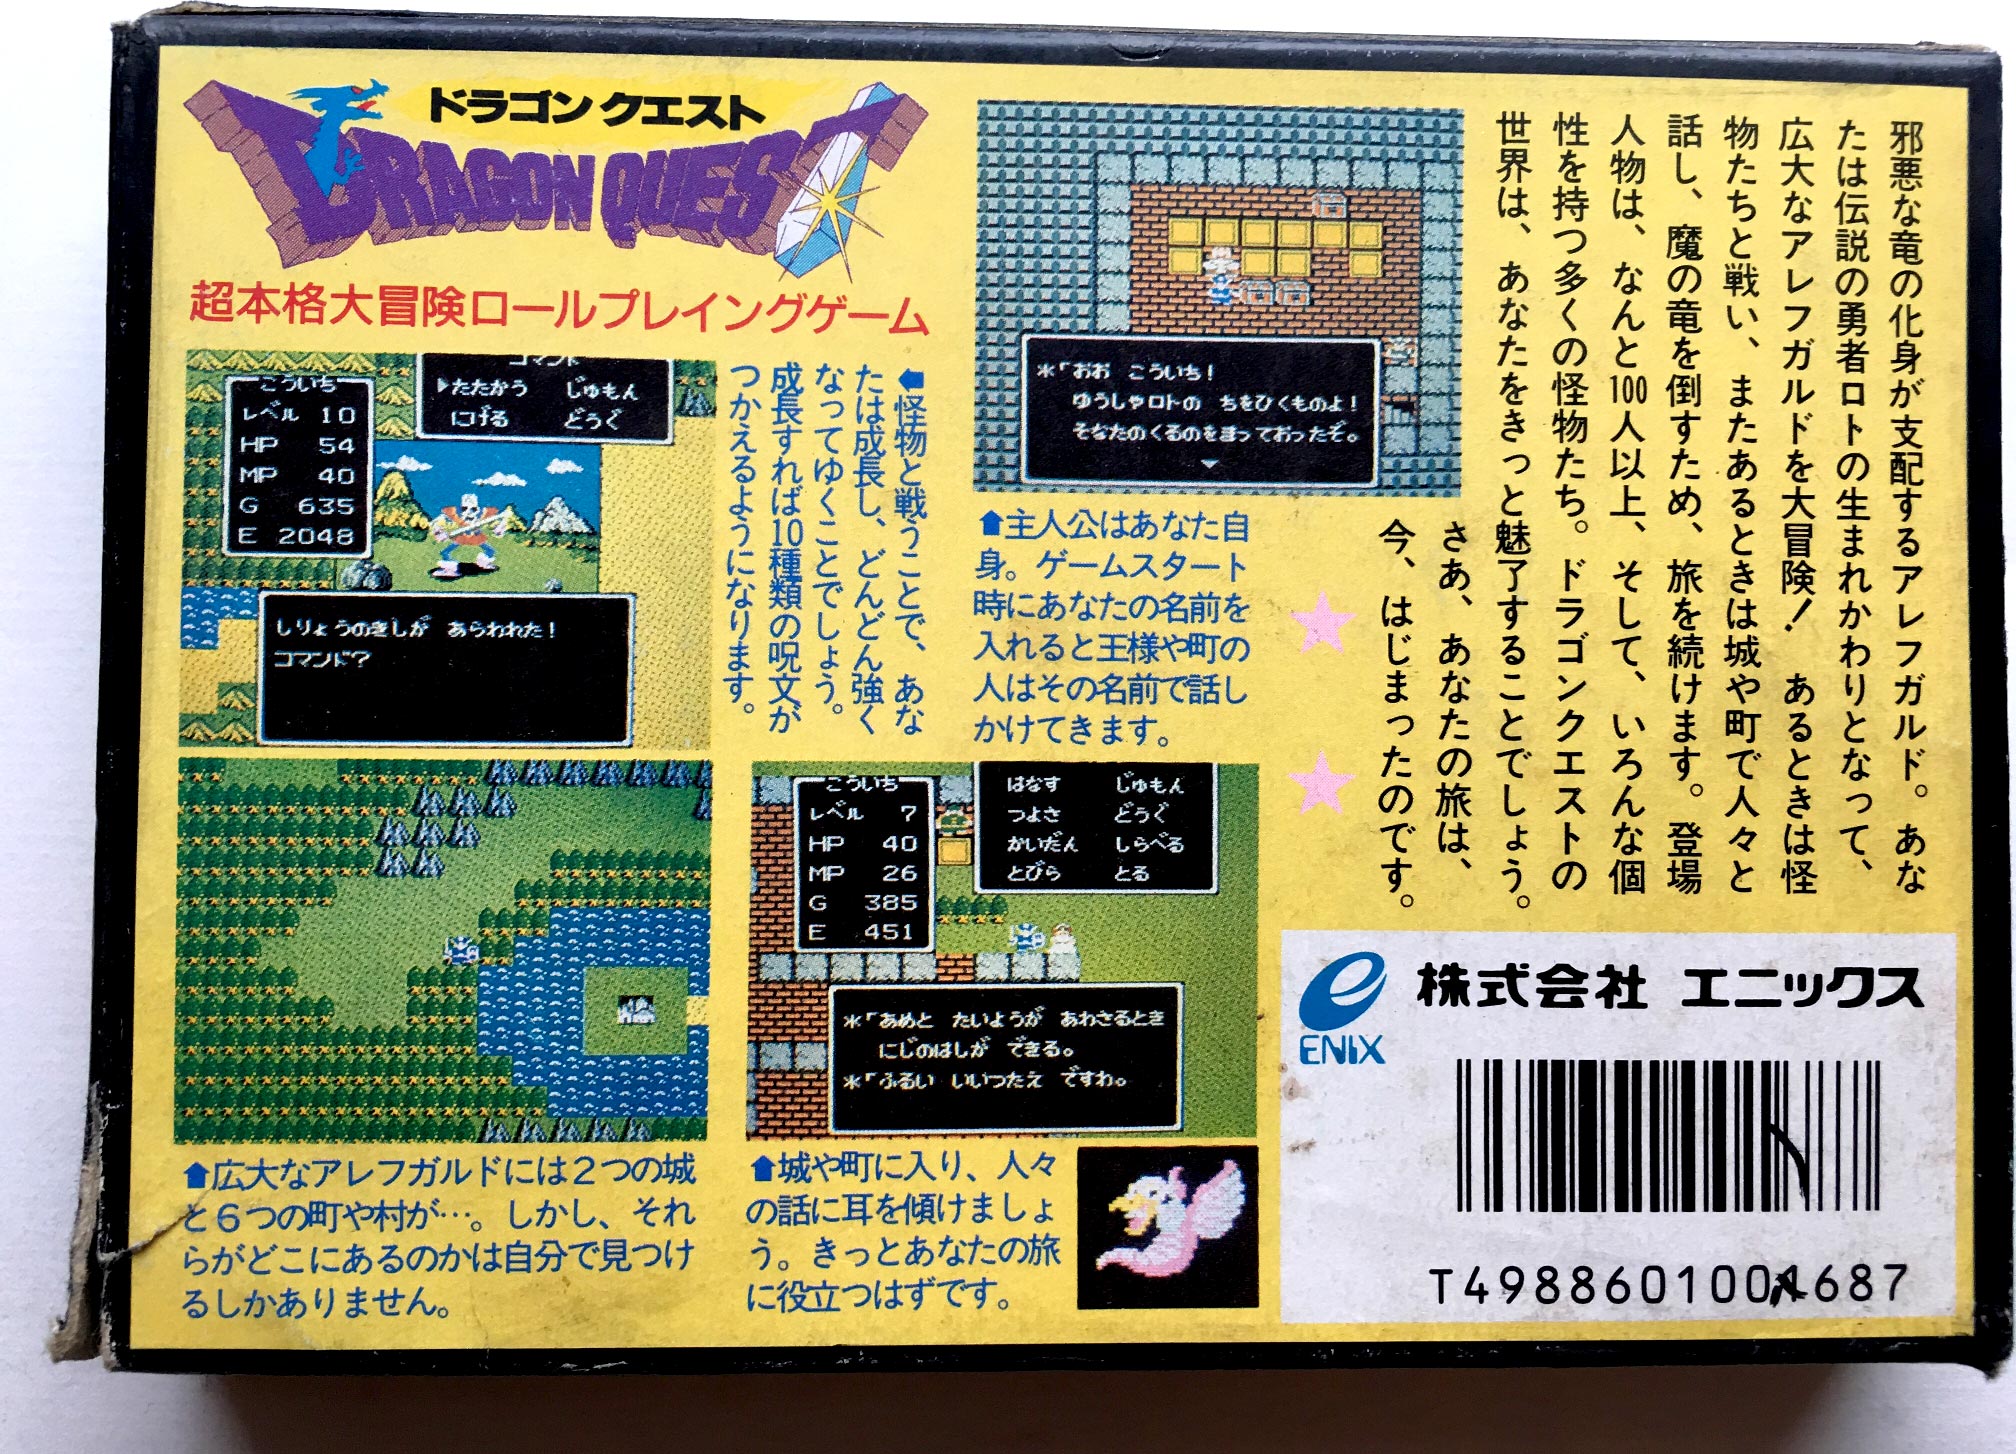 ドラゴンクエスト
DRAGON QUEST
超本格大冒険ロールプレイングゲーム
邪悪な竜の化身が支配するアレフガルド。あな
たは伝説の勇者ロトの生まれかわりとなって、
広大なアレフガルドを大冒険！ あるときは怪
物たちと戦い、またあるときは城や町で人々と
話し、魔の竜を倒すため、旅を続けます。登場
人物は、なんと100人以上、そして、いろんな個
性を持つ多くの怪物たち。ドラゴンクエストの
世界は、あなたをきっと魅了することでしょう。
さあ、あなたの旅は、
今、はじまったのです。
＊「おお こういち！
ゆうしゃロトの ちをひくものよ！
そなたのくるのをまっておったぞ。
▼
⬆主人公はあなた自
身。ゲームスタート
時にあなたの名前を
入れると王様や町の
人はその名前で話し
かけてきます。
こういち
レベル 10
HP 54
MP 40
G 635
E 2048
コマンド
▶たたかう じゅもん
にげる どうぐ
しりょうのきしが あらわれた！
コマンド？
⬅怪物と戦うことで、あな
たは成長し、どんどん強く
なってゆくことでしょう。
成長すれば10種類の呪文が
つかえるようになります。
⬆広大なアレフガルドには２つの城
と６つの町や村が…。しかし、それ
らがどこにあるのかは自分で見つけ
るしかありません。
こういち
レベル 7
HP 40
MP 26
G 385
E 451
はなす じゅもん
つよさ どうぐ
かいだん しらべる
とびら とる
＊「あめと たいようが あわさるとき
にじのはしが できる。
＊「ふるい いいつたえ ですわ。
⬆城や町に入り、人々
の話に耳を傾けましょ
う。きっとあなたの旅
に役立つはずです。
ENIX
株式会社 エニックス
T4988601001687